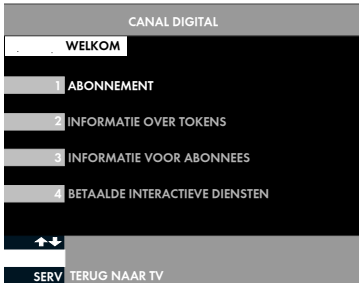 CANAL DIGITAL
WELKOM
1 ABONNEMENT
2 INFORMATIE OVER TOKENS
3 INFORMATIE VOOR ABONNEES
4 BETAALDE INTERACTIEVE DIENSTEN
SERV TERUG NAAR TV